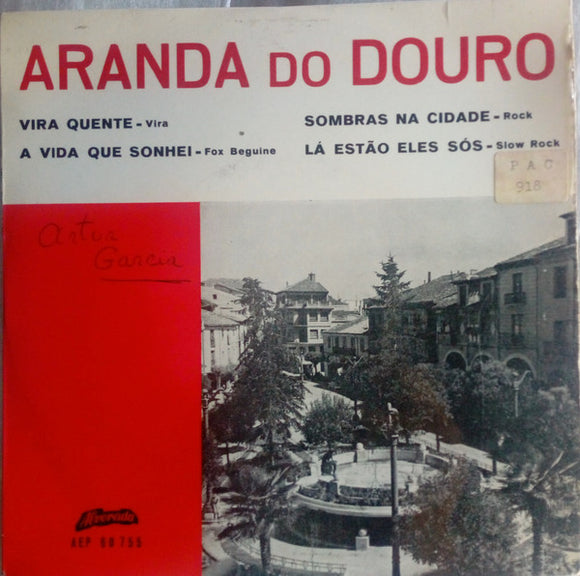 ARANDA DO DOURO
VIRA QUENTE - Vira
A VIDA QUE SONHEI - Fox Beguine
SOMBRAS NA CIDADE - Rock
LÁ ESTÃO ELES SÓS - Slow Rock
P A C
918
Artur
Garcia
Alvorada
AEP 60 755